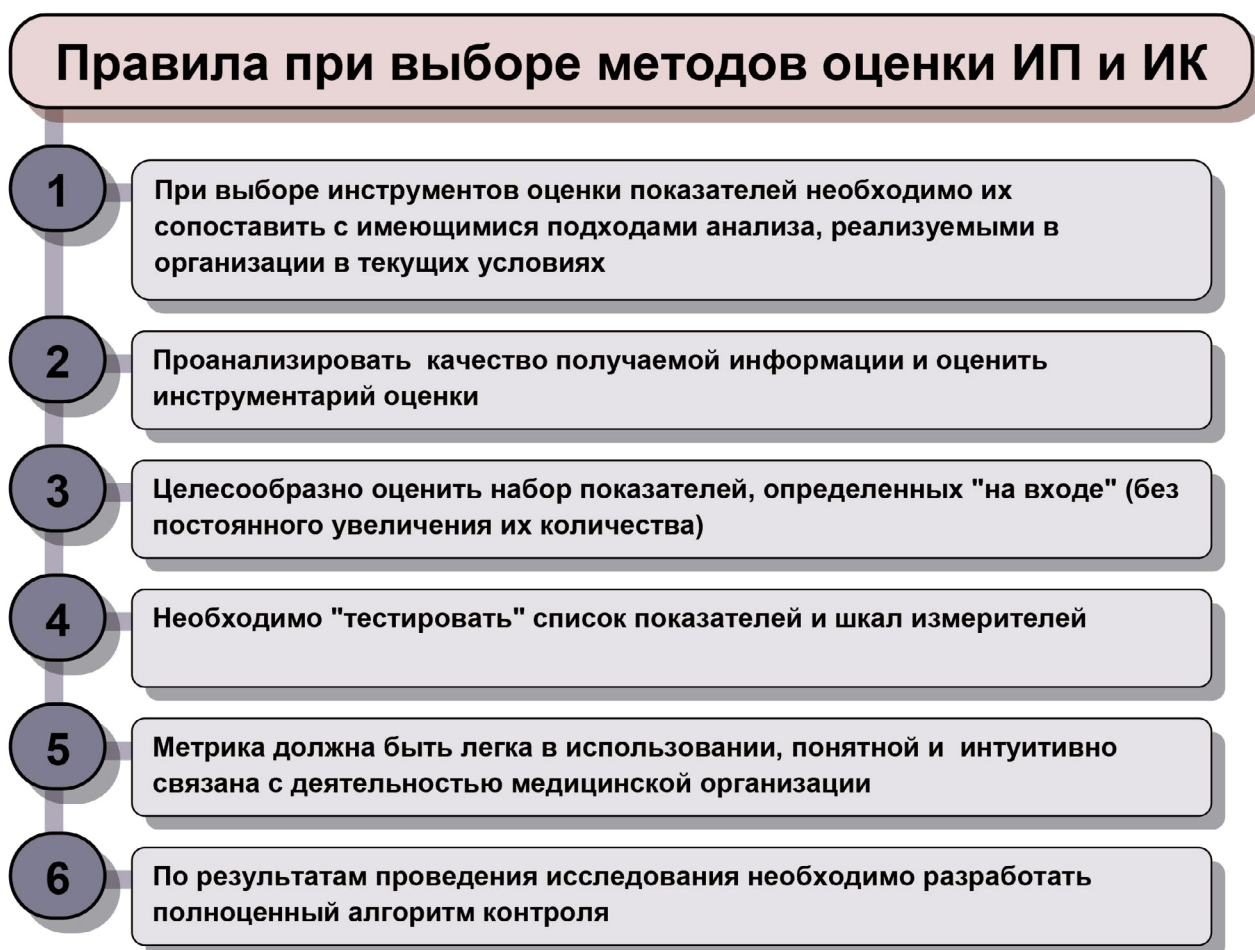 Правила при выборе методов оценки ИП и ИК
1
При выборе инструментов оценки показателей необходимо их
сопоставить с имеющимися подходами анализа, реализуемыми в
организации в текущих условиях
2
Проанализировать  качество получаемой информации и оценить
инструментарий оценки
3
Целесообразно оценить набор показателей, определенных "на входе" (без
постоянного увеличения их количества)
4
Необходимо "тестировать" список показателей и шкал измерителей
5
Метрика должна быть легка в использовании, понятной и  интуитивно
связана с деятельностью медицинской организации
6
По результатам проведения исследования необходимо разработать
полноценный алгоритм контроля